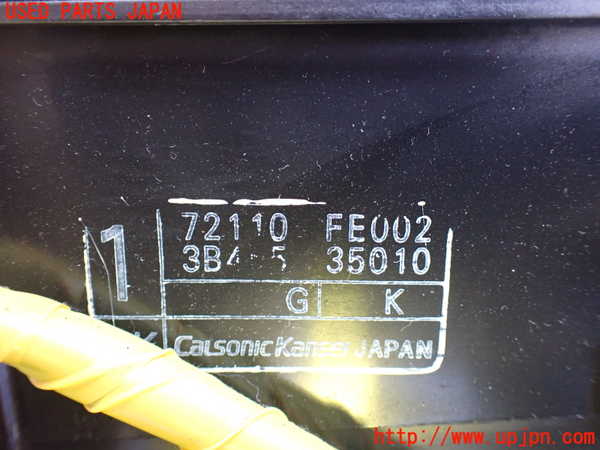 USED PARTS JAPAN
1
72110 FE002
35010
G K
K
CaLsonicKansei JAPAN
http://www.upjpn.com/